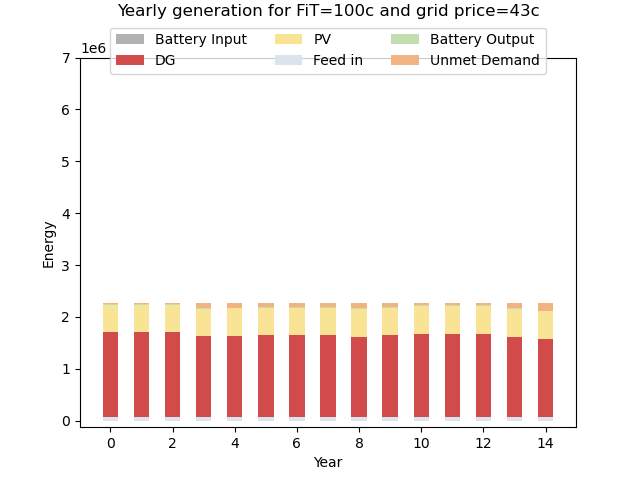 Yearly generation for FiT=100c and grid price=43c
Battery Input PV Battery Output
DG Feed in Unmet Demand
1e6
7
6
5
4
3
2
1
0
Energy
0 2 4 6 8 10 12 14
Year